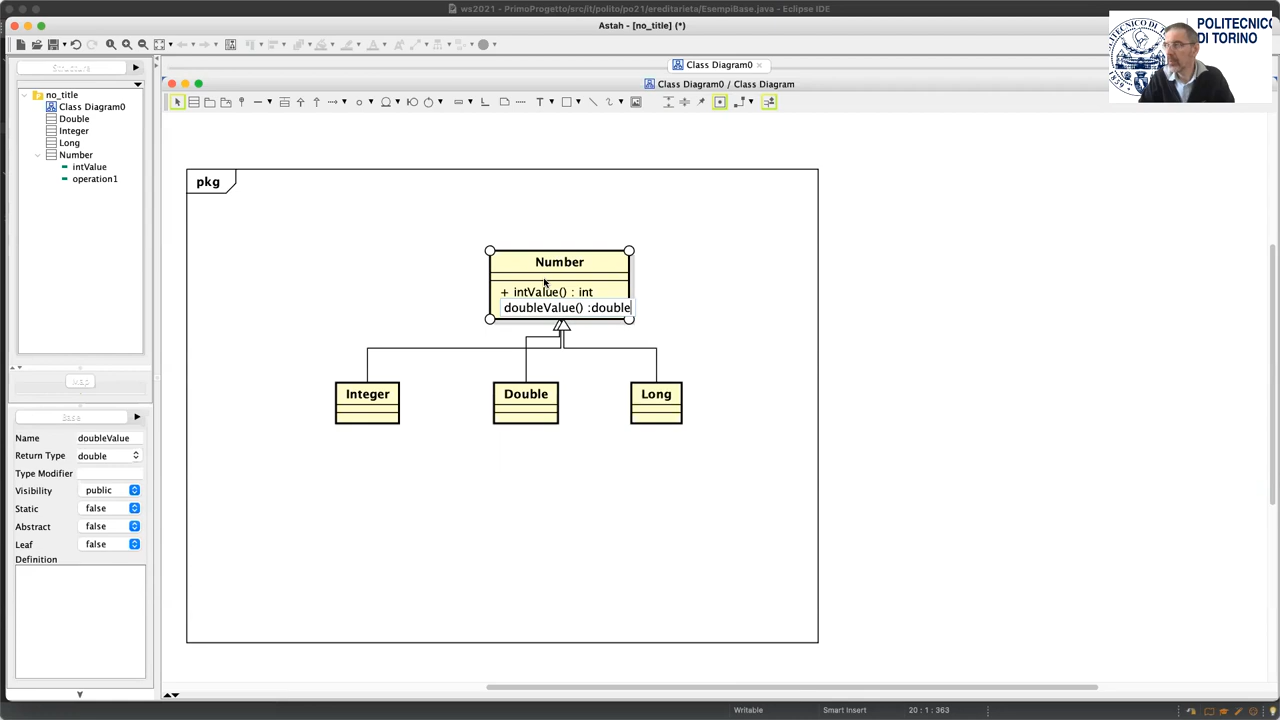 ws2021 - PrimoProgetto/src/it/polito/po21/ereditarieta/EsempiBase.java - Eclipse IDE
Astah - [no_title] (*)
POLITECNICO
DI TORINO
Structure
Class Diagram0
Class Diagram0 / Class Diagram
no_title
Class Diagram0
Double
Integer
Long
Number
intValue
operation1
pkg
Number
+ intValue() : int
doubleValue() :double
Integer
Double
Long
Map
Base
Name doubleValue
Return Type double
Type Modifier
Visibility public
Static false
Abstract false
Leaf false
Definition
Writable
Smart Insert
20 : 1 : 363